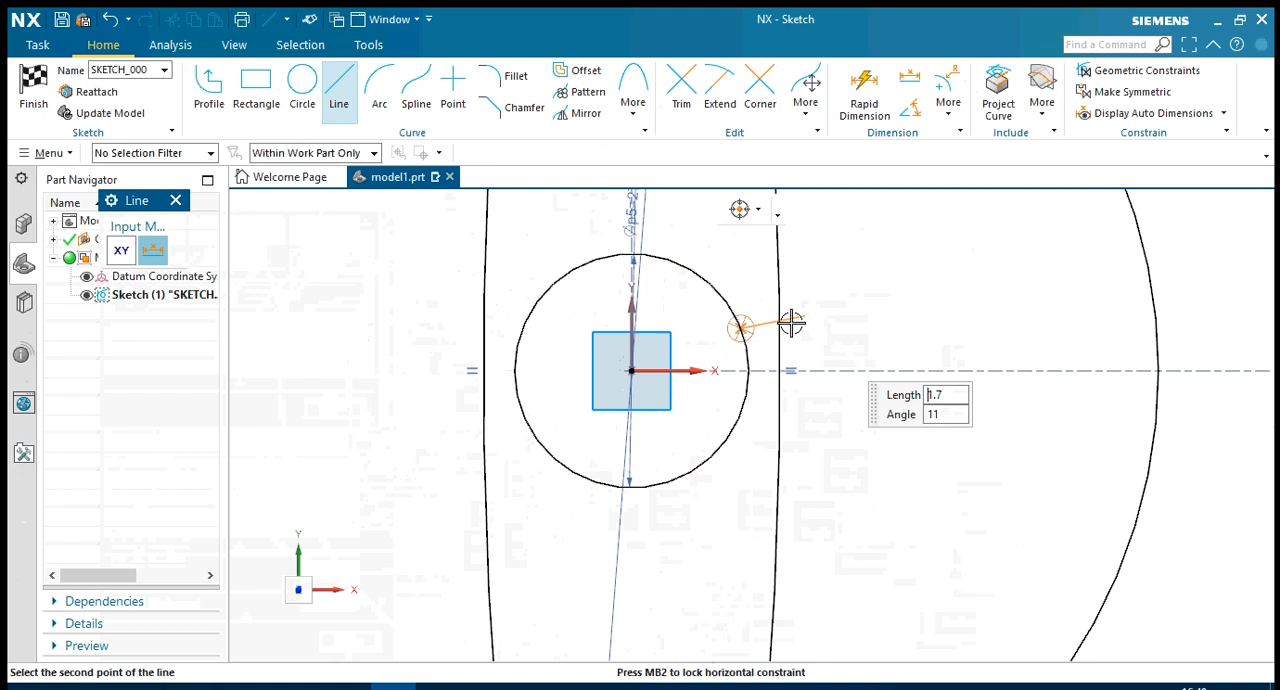 NX Window NX - Sketch SIEMENS
Task Home Analysis View Selection Tools Find a Command
Name SKETCH_000
Reattach
Update Model
Finish
Sketch
Profile Rectangle Circle Line Arc Spline Point
Fillet
Chamfer
Offset
Pattern
Mirror
More
Curve
Trim Extend Corner More
Edit
Rapid Dimension More
Dimension
Project Curve More
Include
Geometric Constraints
Make Symmetric
Display Auto Dimensions
Constrain
Menu No Selection Filter Within Work Part Only
Part Navigator
Welcome Page model1.prt
Name
Line
Input M...
XY
Datum Coordinate Sy
Sketch (1) "SKETCH..
Y
X
Length 1.7
Angle 11
Y
X
Dependencies
Details
Preview
Select the second point of the line Press MB2 to lock horizontal constraint